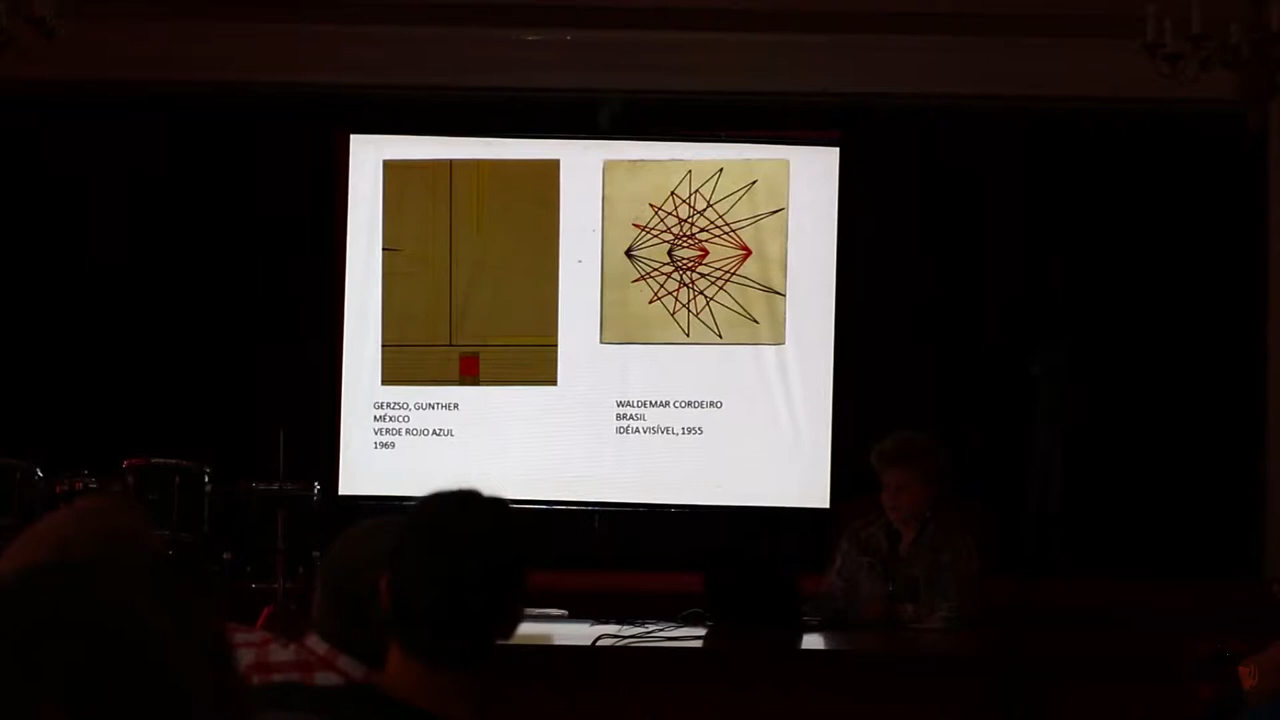 GERZSO, GUNTHER
MÉXICO
VERDE ROJO AZUL
1969
WALDEMAR CORDEIRO
BRASIL
IDÉIA VISÍVEL, 1955